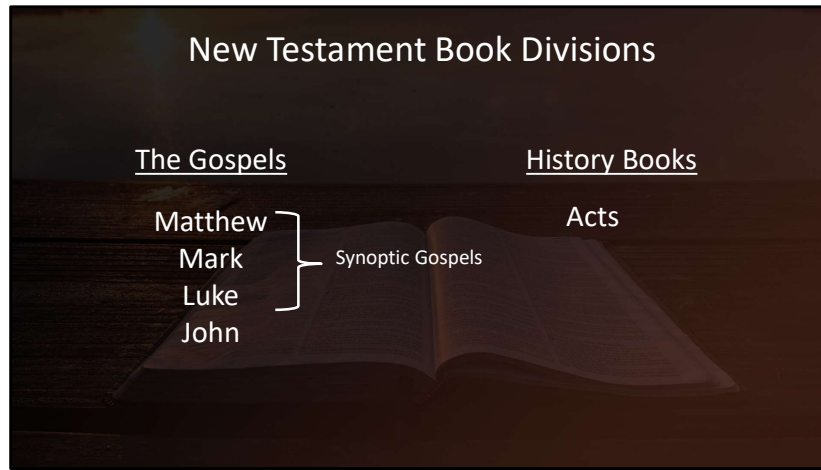 New Testament Book Divisions
The Gospels
Matthew
Mark
Luke
John
Synoptic Gospels
History Books
Acts